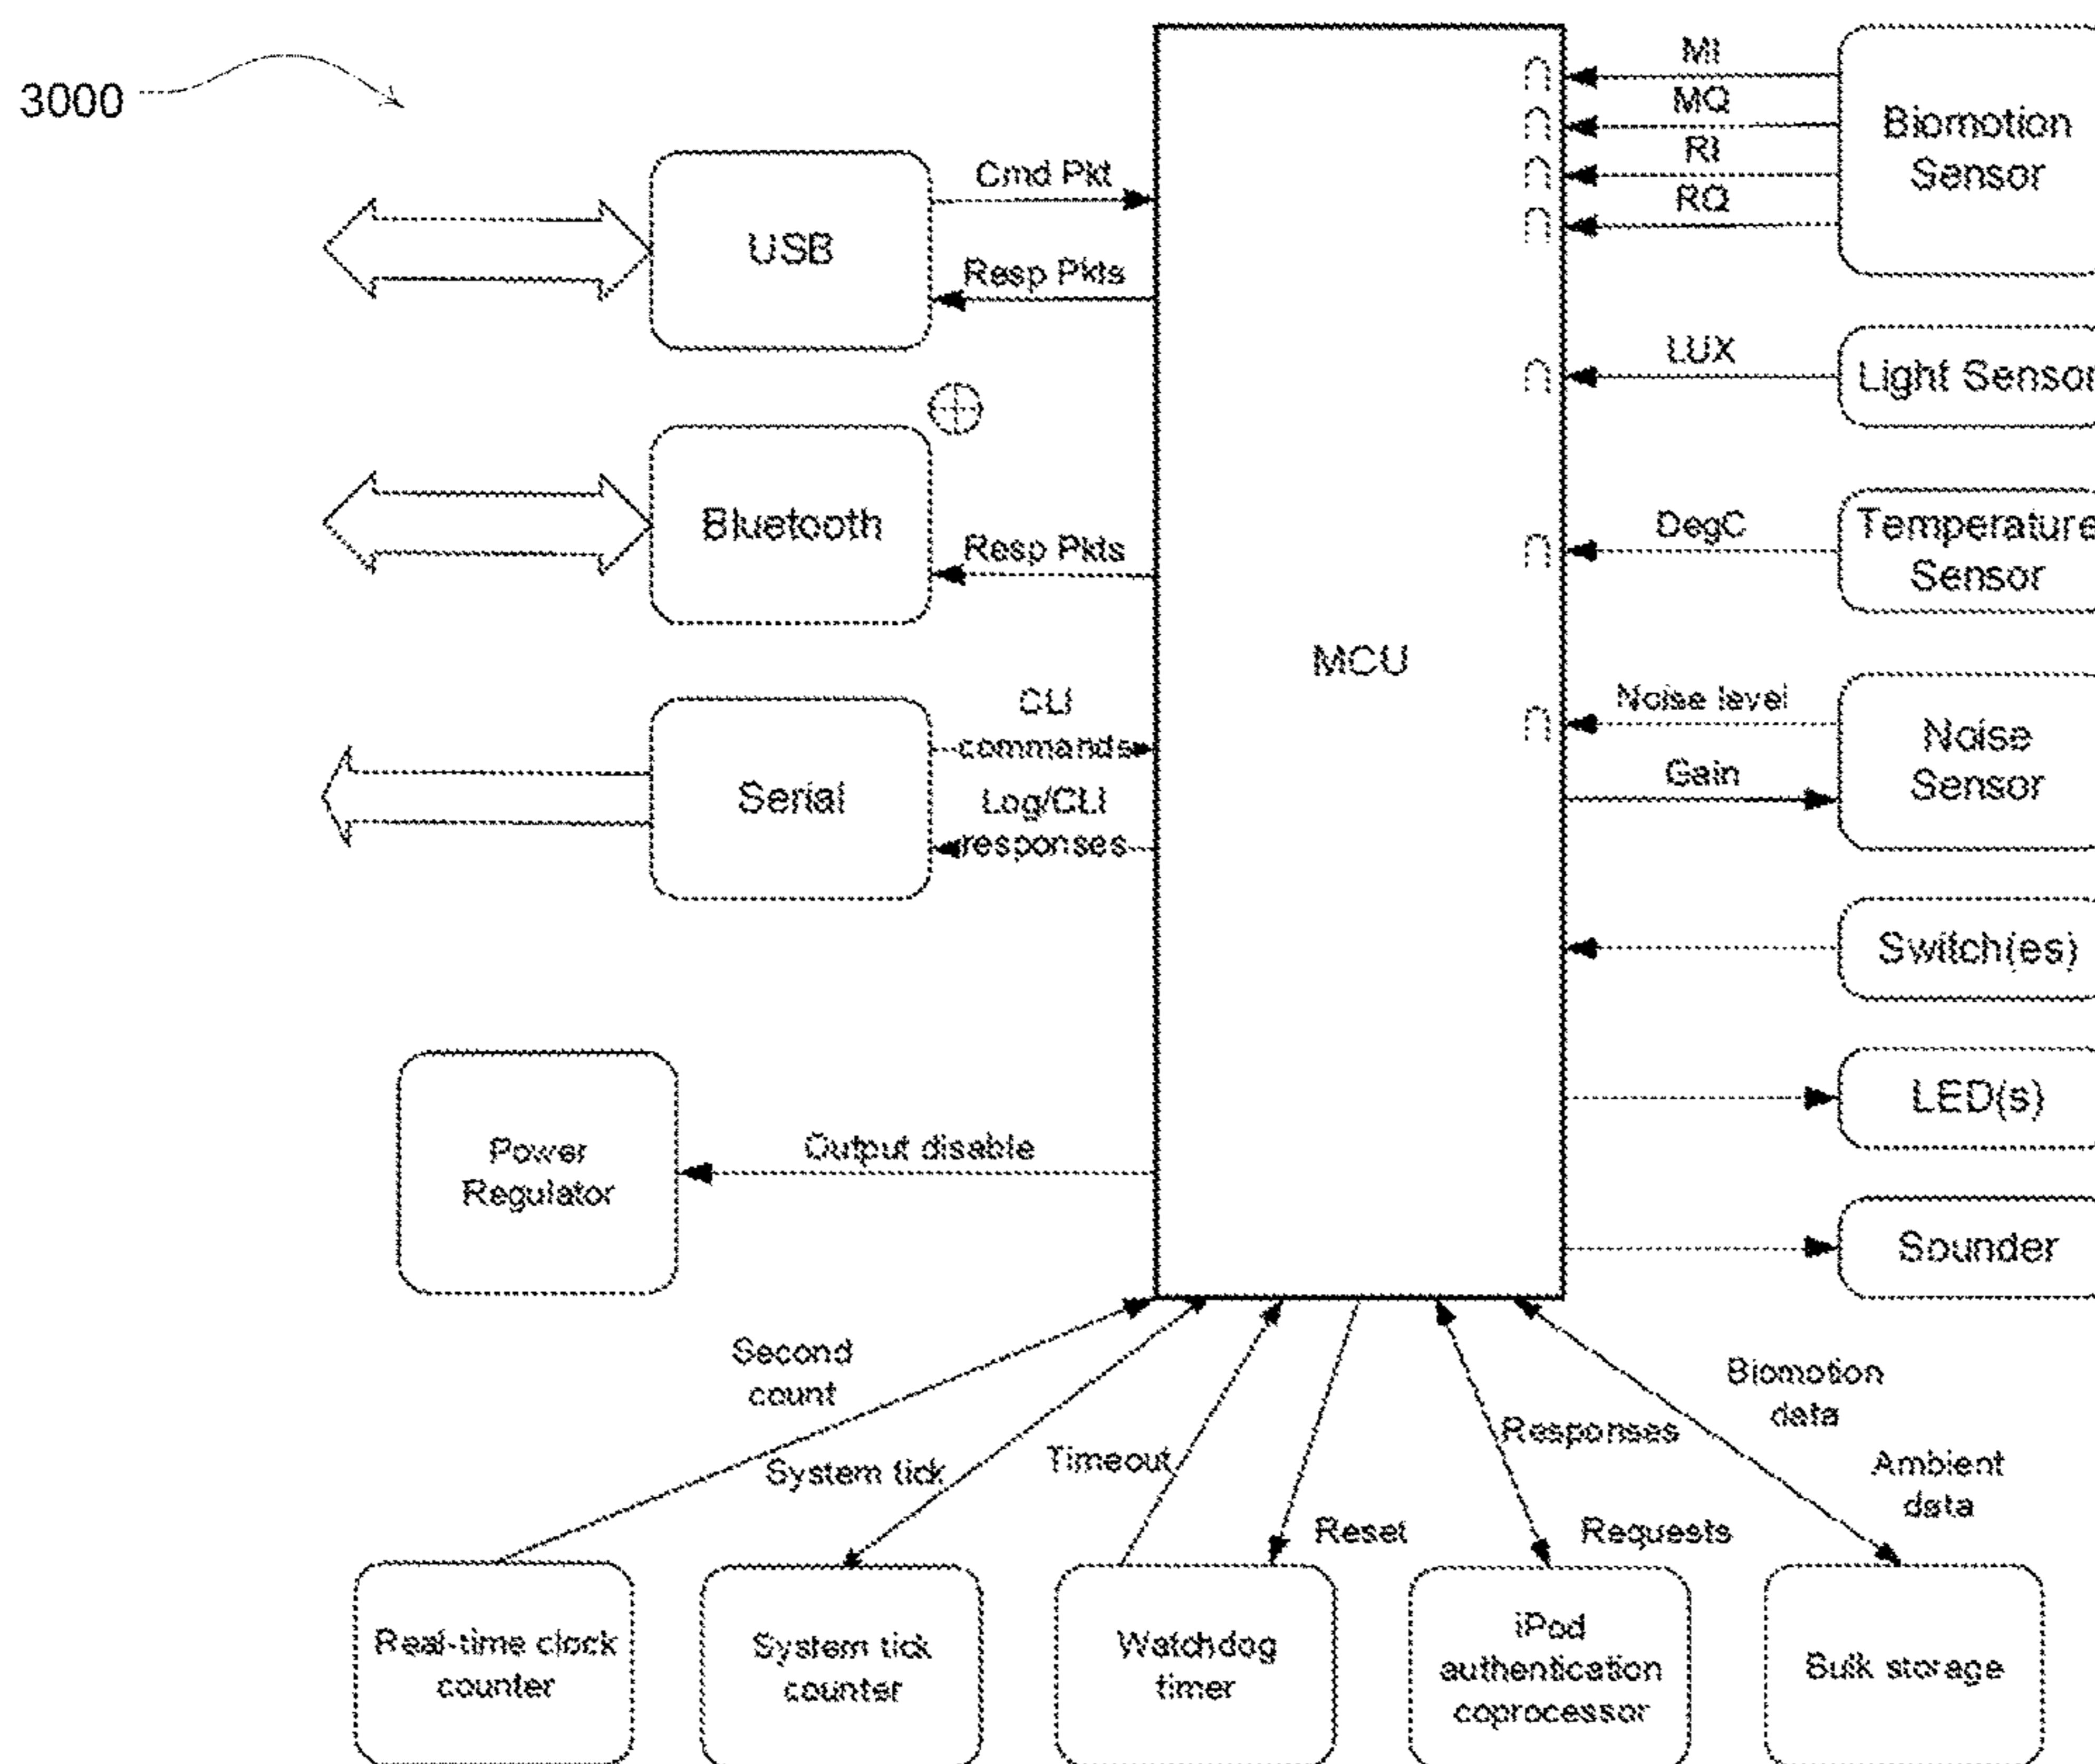 3000
MI
MQ
RI
RQ
Biomotion
Sensor
Cmd Pkt
USB
Resp Pkts
LUX
Light Sensor
Bluetooth
Resp Pkts
DegC
Temperature
Sensor
MCU
CLI
commands
Serial
Log/CLI
responses
Noise level
Gain
Noise
Sensor
Switch(es)
LED(s)
Power
Regulator
Output disable
Sounder
Second
count
System tick
Timeout
Reset
Responses
Requests
Biomotion
data
Ambient
data
Real-time clock
counter
System tick
counter
Watchdog
timer
iPod
authentication
coprocessor
Bulk storage